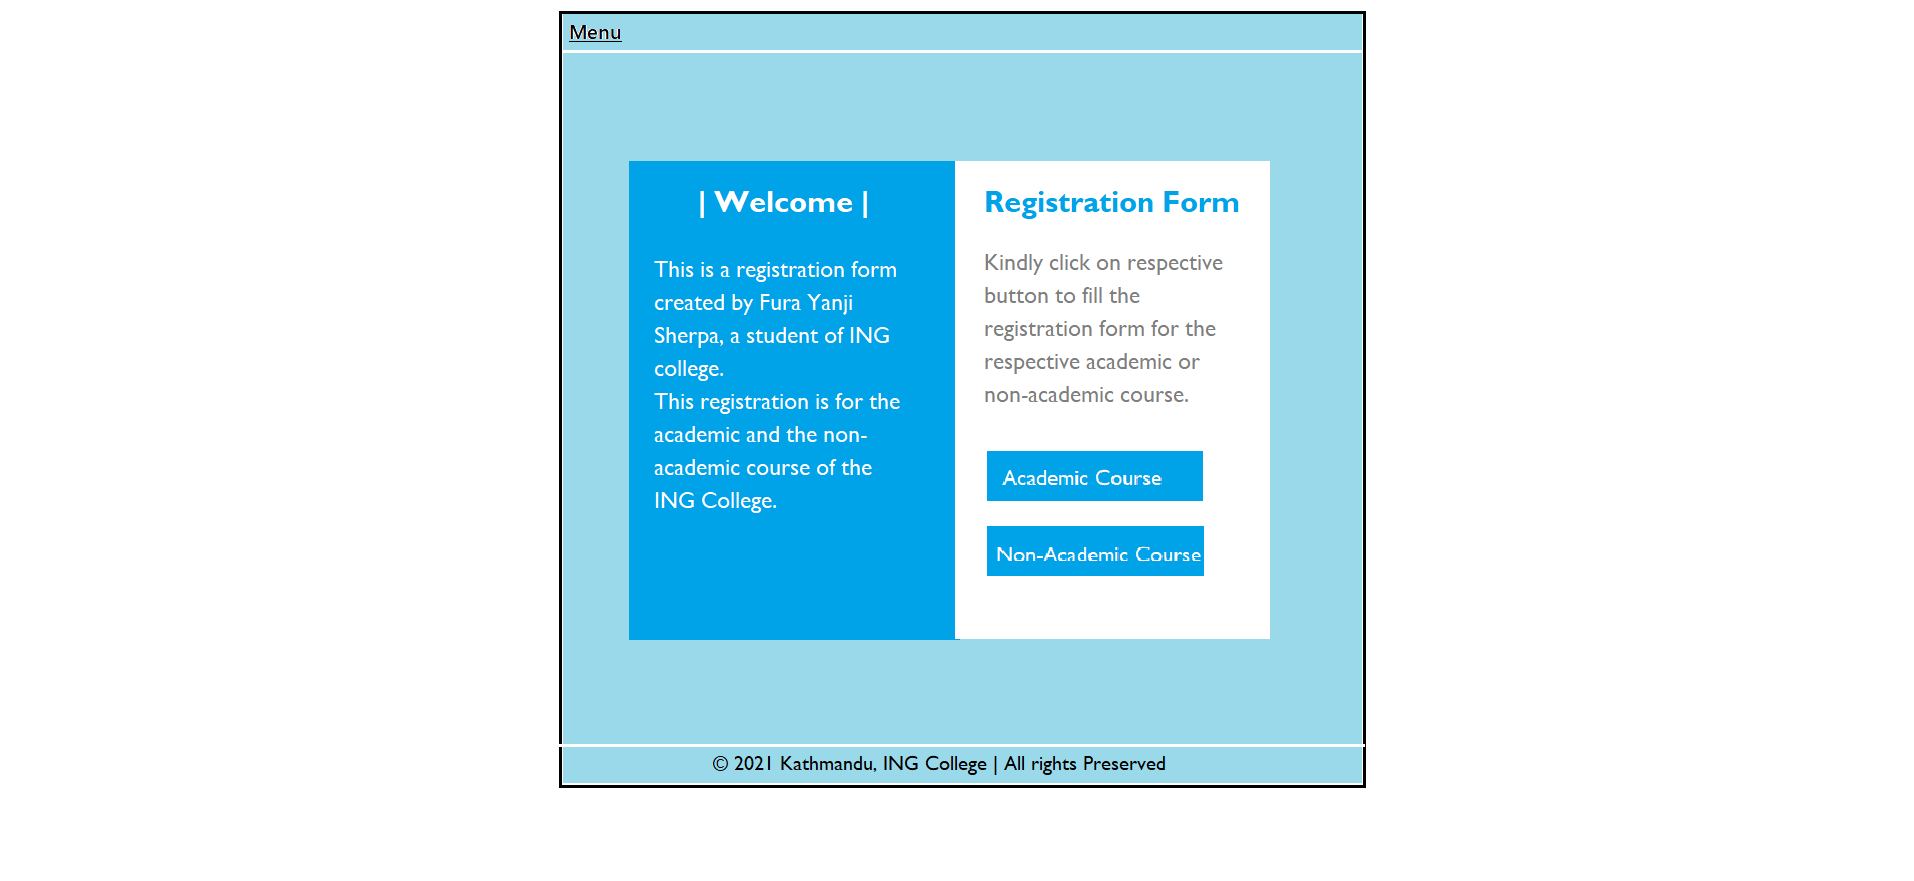 Menu
| Welcome |
This is a registration form
created by Fura Yanji
Sherpa, a student of ING
college.
This registration is for the
academic and the non-
academic course of the
ING College.
Registration Form
Kindly click on respective
button to fill the
registration form for the
respective academic or
non-academic course.
Academic Course
Non-Academic Course
© 2021 Kathmandu, ING College | All rights Preserved